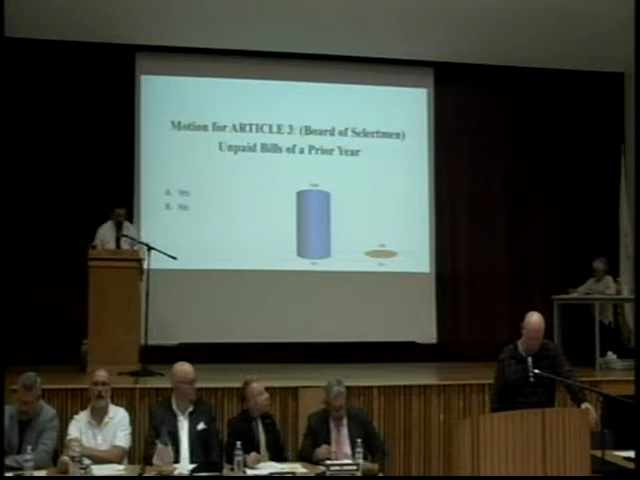 Motion for ARTICLE 3: (Board of Selectmen)
Unpaid Bills of a Prior Year
A. Yes
B. No